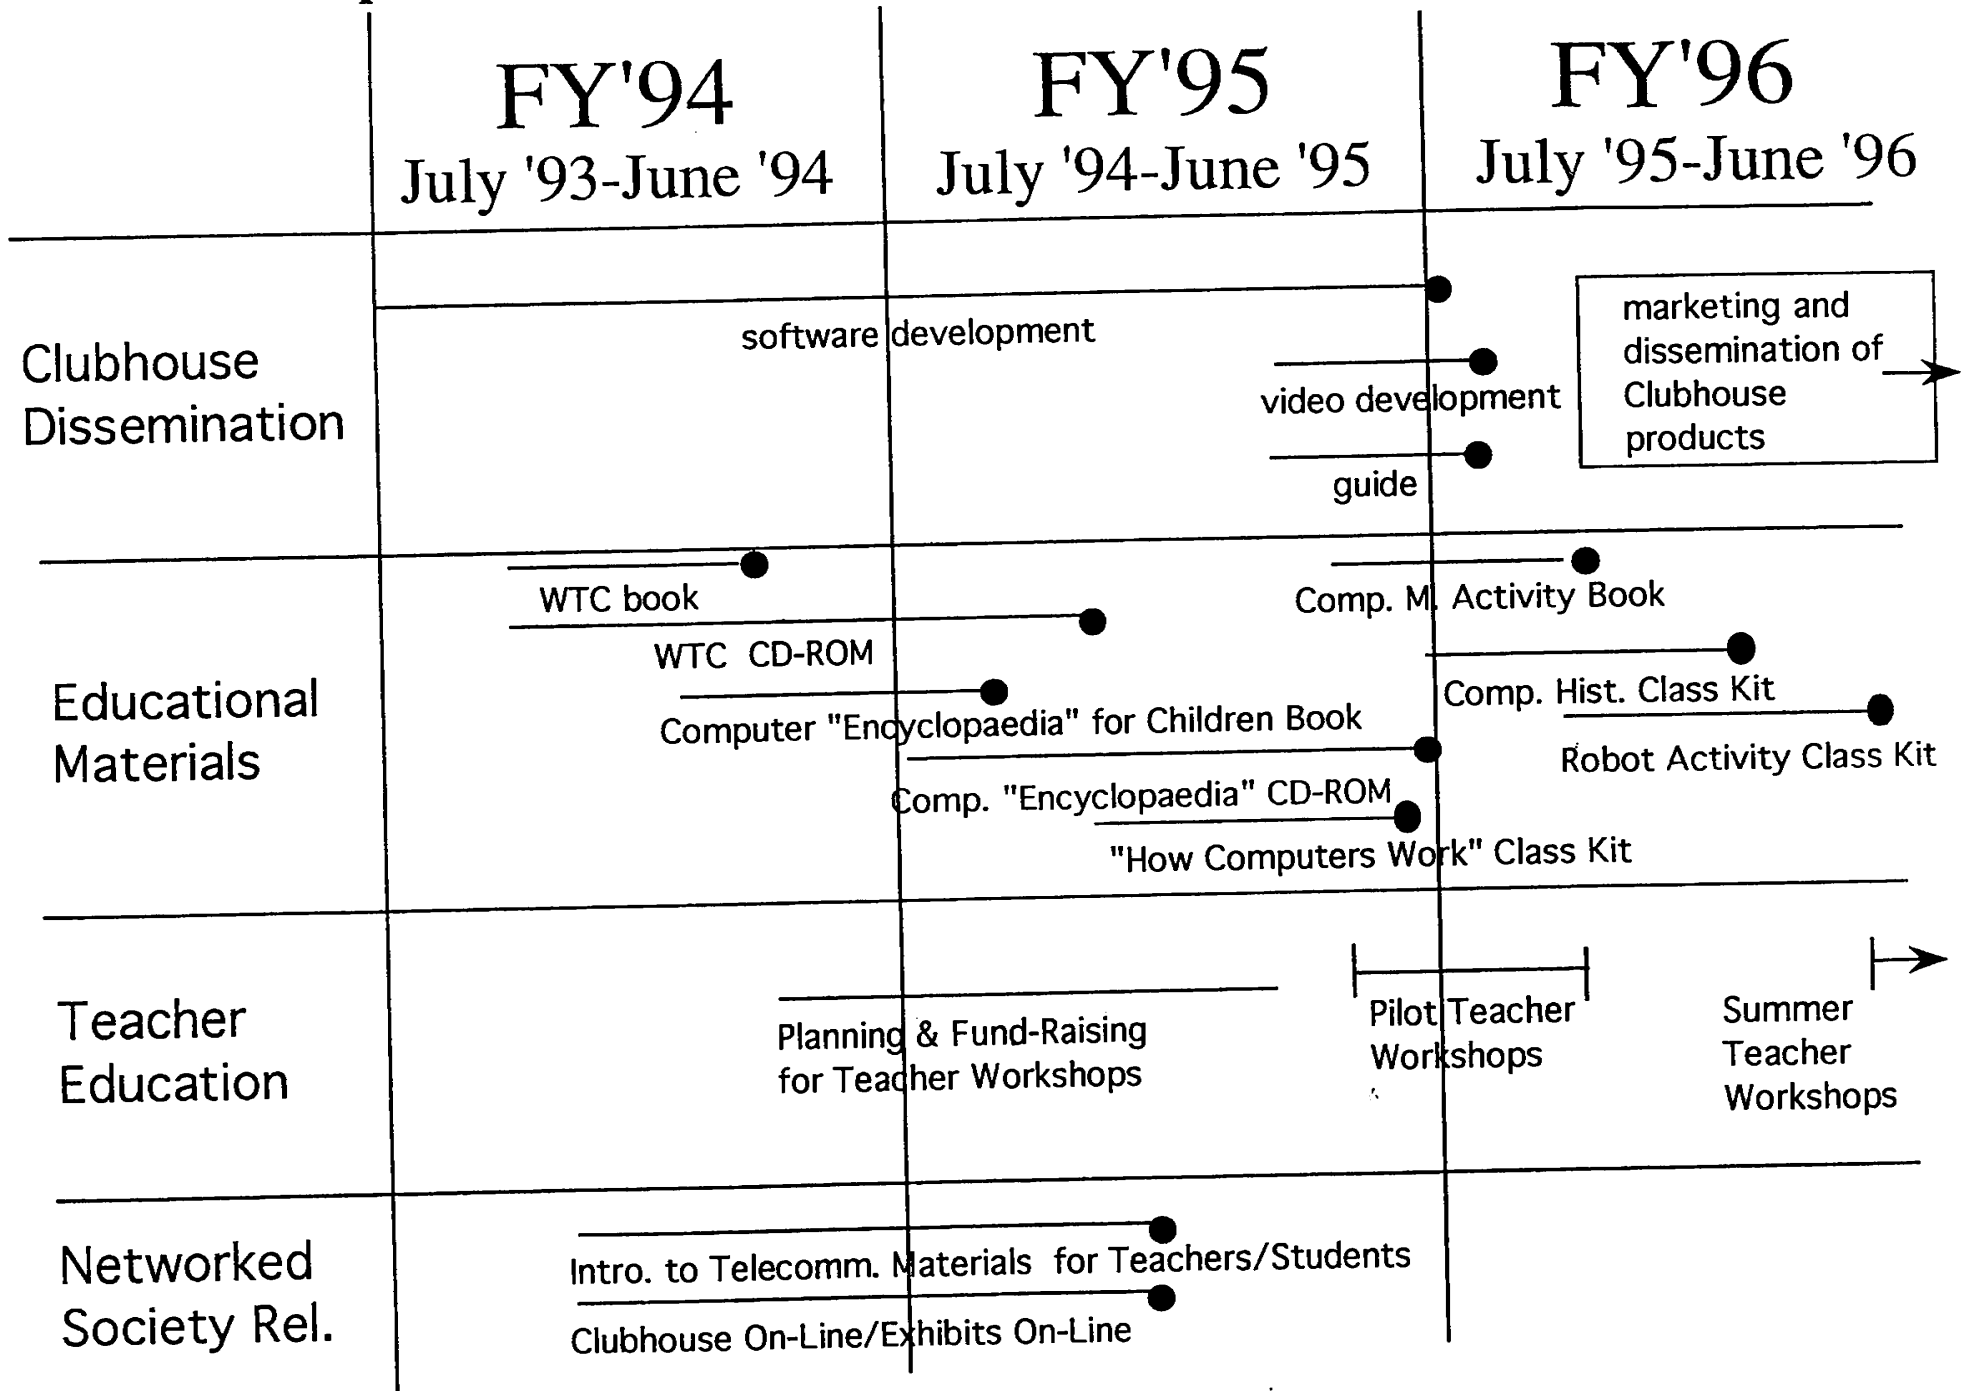 FY'94
FY'95
FY'96
July '93-June '94
July '94-June '95
July '95-June '96
Clubhouse
Dissemination
software development
video development
guide
marketing and
dissemination of
Clubhouse
products
Educational
Materials
WTC book
WTC CD-ROM
Computer "Encyclopaedia" for Children Book
Comp. "Encyclopaedia" CD-ROM
"How Computers Work" Class Kit
Comp. M. Activity Book
Comp. Hist. Class Kit
Robot Activity Class Kit
Teacher
Education
Planning & Fund-Raising
for Teacher Workshops
Pilot Teacher
Workshops
Summer
Teacher
Workshops
Networked
Society Rel.
Intro. to Telecomm. Materials for Teachers/Students
Clubhouse On-Line/Exhibits On-Line